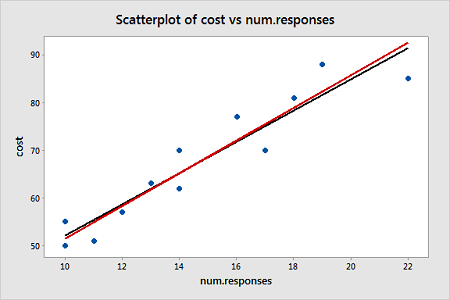 Scatterplot of cost vs num.responses
90
80
70
60
50
cost
10 12 14 16 18 20 22
num.responses